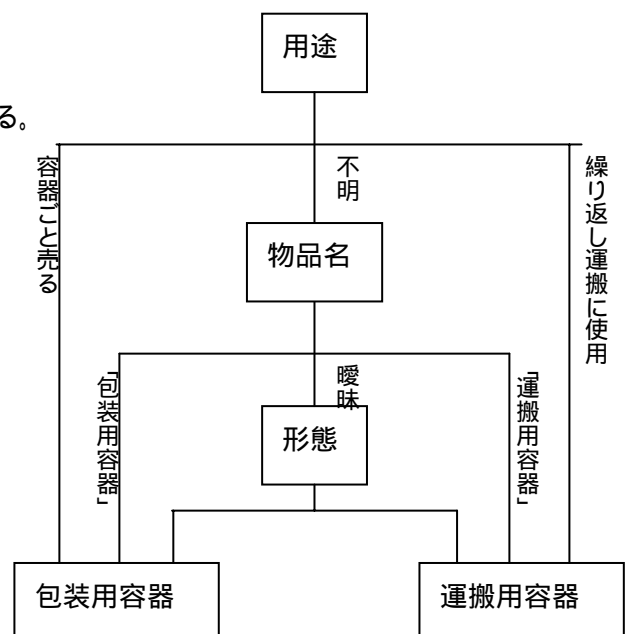 用途
る。
容器ごと売る
不明
繰り返し運搬に使用
物品名
「包装用容器」
曖昧
「運搬用容器」
形態
包装用容器
運搬用容器